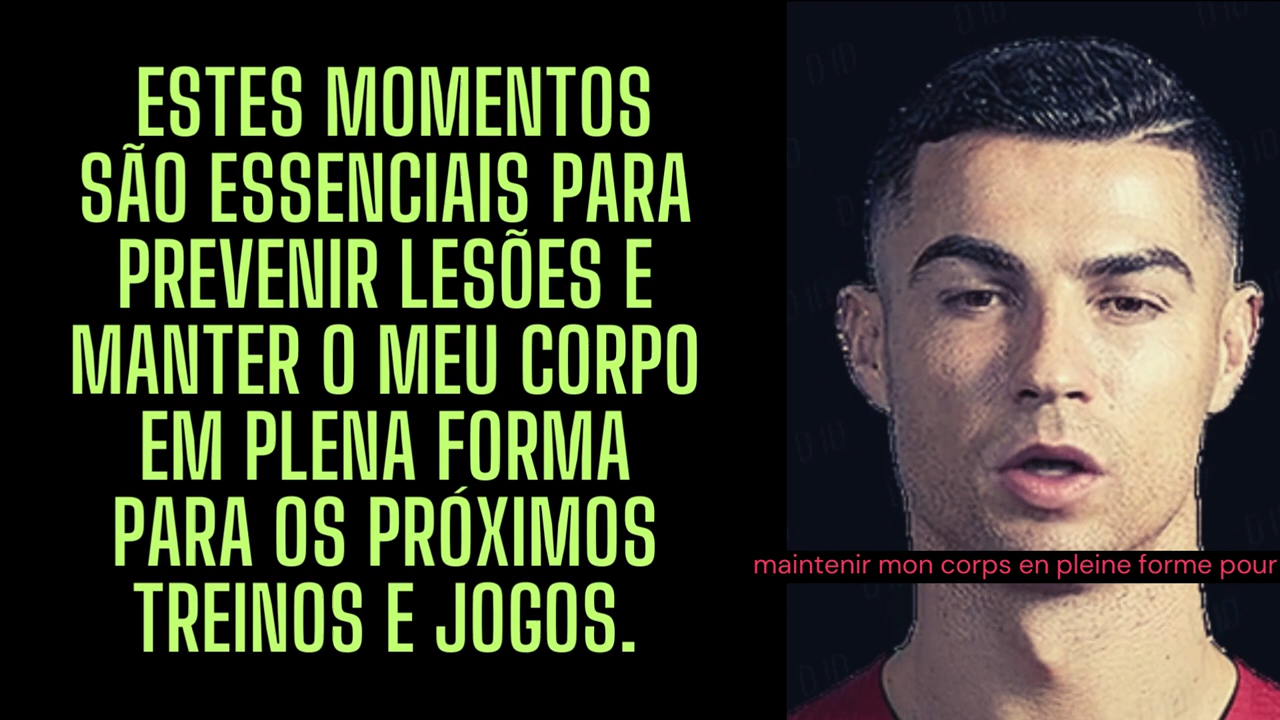 ESTES MOMENTOS
SÃO ESSENCIAIS PARA
PREVENIR LESÕES E
MANTER O MEU CORPO
EM PLENA FORMA
PARA OS PRÓXIMOS
TREINOS E JOGOS.
maintenir mon corps en pleine forme pour